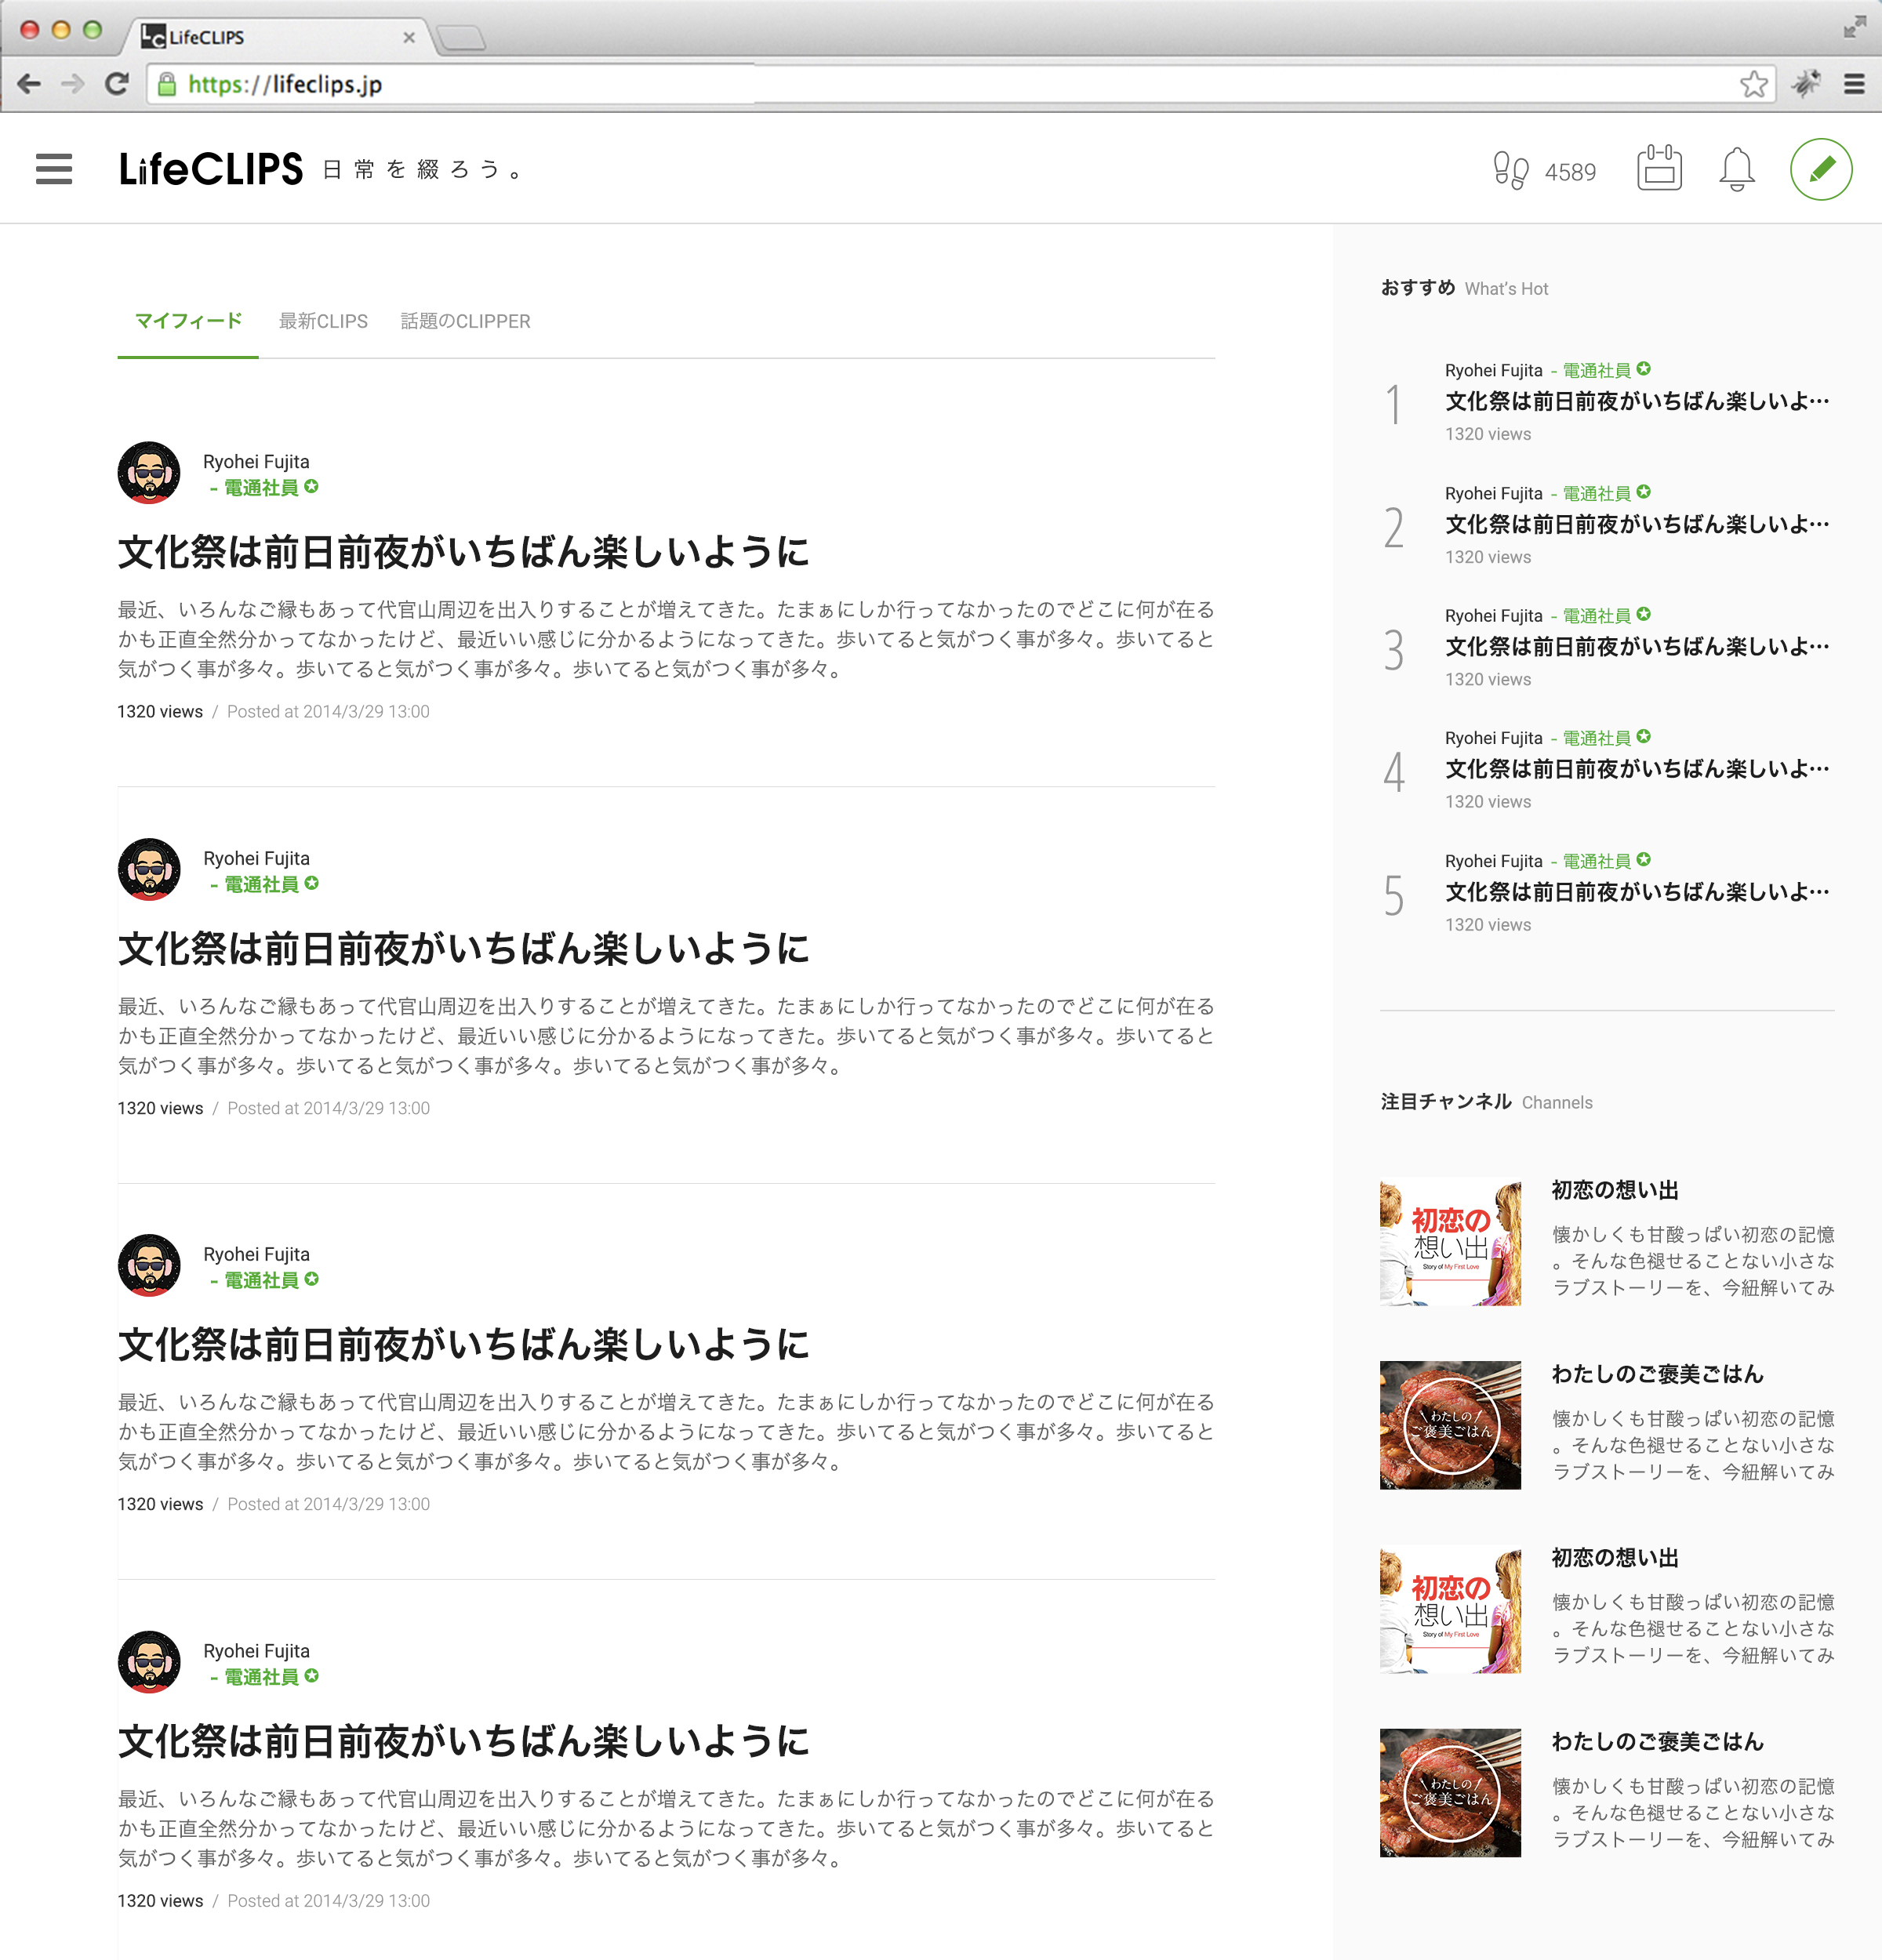 LifeCLIPS
https://lifeclips.jp
LifeCLIPS 日常を綴ろう。
4589
マイフィード 最新CLIPS 話題のCLIPPER
Ryohei Fujita
- 電通社員
文化祭は前日前夜がいちばん楽しいように
最近、いろんなご縁もあって代官山周辺を出入りすることが増えてきた。たまぁにしか行ってなかったのでどこに何が在る
かも正直全然分かってなかったけど、最近いい感じに分かるようになってきた。歩いてると気がつく事が多々。歩いてると
気がつく事が多々。歩いてると気がつく事が多々。歩いてると気がつく事が多々。
1320 views / Posted at 2014/3/29 13:00
Ryohei Fujita
- 電通社員
文化祭は前日前夜がいちばん楽しいように
最近、いろんなご縁もあって代官山周辺を出入りすることが増えてきた。たまぁにしか行ってなかったのでどこに何が在る
かも正直全然分かってなかったけど、最近いい感じに分かるようになってきた。歩いてると気がつく事が多々。歩いてると
気がつく事が多々。歩いてると気がつく事が多々。歩いてると気がつく事が多々。
1320 views / Posted at 2014/3/29 13:00
Ryohei Fujita
- 電通社員
文化祭は前日前夜がいちばん楽しいように
最近、いろんなご縁もあって代官山周辺を出入りすることが増えてきた。たまぁにしか行ってなかったのでどこに何が在る
かも正直全然分かってなかったけど、最近いい感じに分かるようになってきた。歩いてると気がつく事が多々。歩いてると
気がつく事が多々。歩いてると気がつく事が多々。歩いてると気がつく事が多々。
1320 views / Posted at 2014/3/29 13:00
Ryohei Fujita
- 電通社員
文化祭は前日前夜がいちばん楽しいように
最近、いろんなご縁もあって代官山周辺を出入りすることが増えてきた。たまぁにしか行ってなかったのでどこに何が在る
かも正直全然分かってなかったけど、最近いい感じに分かるようになってきた。歩いてると気がつく事が多々。歩いてると
気がつく事が多々。歩いてると気がつく事が多々。歩いてると気がつく事が多々。
1320 views / Posted at 2014/3/29 13:00
おすすめ What's Hot
1
Ryohei Fujita - 電通社員
文化祭は前日前夜がいちばん楽しいよ…
1320 views
2
Ryohei Fujita - 電通社員
文化祭は前日前夜がいちばん楽しいよ…
1320 views
3
Ryohei Fujita - 電通社員
文化祭は前日前夜がいちばん楽しいよ…
1320 views
4
Ryohei Fujita - 電通社員
文化祭は前日前夜がいちばん楽しいよ…
1320 views
5
Ryohei Fujita - 電通社員
文化祭は前日前夜がいちばん楽しいよ…
1320 views
注目チャンネル Channels
初恋の
想い出
Story of My First Love
初恋の想い出
懐かしくも甘酸っぱい初恋の記憶
。そんな色褪せることない小さな
ラブストーリーを、今紐解いてみ
\わたしの/
ご褒美ごはん
わたしのご褒美ごはん
懐かしくも甘酸っぱい初恋の記憶
。そんな色褪せることない小さな
ラブストーリーを、今紐解いてみ
初恋の
想い出
Story of My First Love
初恋の想い出
懐かしくも甘酸っぱい初恋の記憶
。そんな色褪せることない小さな
ラブストーリーを、今紐解いてみ
\わたしの/
ご褒美ごはん
わたしのご褒美ごはん
懐かしくも甘酸っぱい初恋の記憶
。そんな色褪せることない小さな
ラブストーリーを、今紐解いてみ